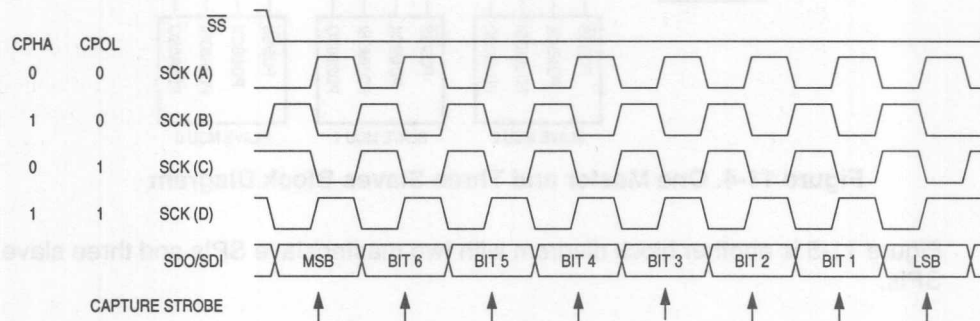 SS
CPHA CPOL
0 0 SCK (A)
1 0 SCK (B)
0 1 SCK (C)
1 1 SCK (D)
SDO/SDI MSB BIT 6 BIT 5 BIT 4 BIT 3 BIT 2 BIT 1 LSB
CAPTURE STROBE
Figure 11-4. One Master and Three Slaves Block Diagram